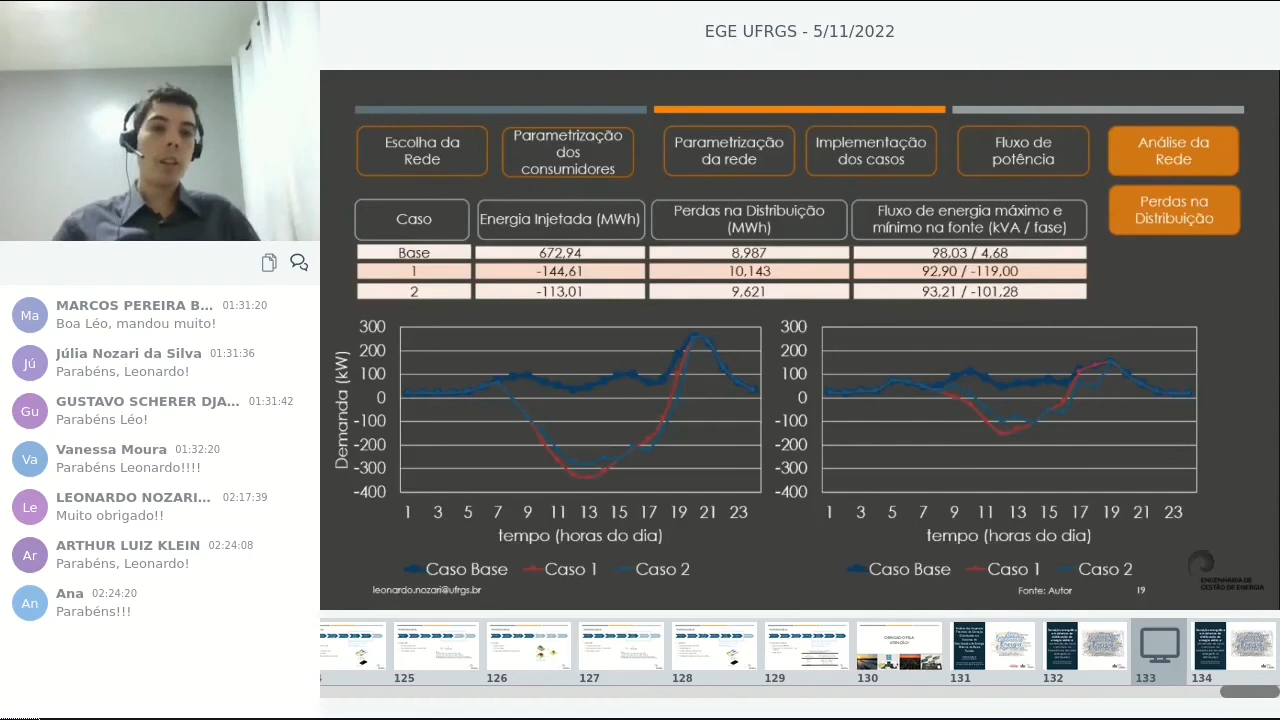 EGE UFRGS - 5/11/2022
Ma
MARCOS PEREIRA B... 01:31:20
Boa Léo, mandou muito!
Jú
Júlia Nozari da Silva 01:31:36
Parabéns, Leonardo!
Gu
GUSTAVO SCHERER DJA... 01:31:42
Parabéns Léo!
Va
Vanessa Moura 01:32:20
Parabéns Leonardo!!!!
Le
LEONARDO NOZARI... 02:17:39
Muito obrigado!!
Ar
ARTHUR LUIZ KLEIN 02:24:08
Parabéns, Leonardo!
An
Ana 02:24:20
Parabéns!!!
Escolha da
Rede
Parametrização
dos
consumidores
Parametrização
da rede
Implementação
dos casos
Fluxo de
potência
Análise da
Rede
Perdas na
Distribuição
Caso
Energia Injetada (MWh)
Perdas na Distribuição
(MWh)
Fluxo de energia máximo e
mínimo na fonte (kVA / fase)
Base 672,94 8,987 98,03 / 4,68
1 -144,61 10,143 92,90 / -119,00
2 -113,01 9,621 93,21 / -101,28
Demanda (kW)
300
200
100
0
-100
-200
-300
-400
1 3 5 7 9 11 13 15 17 19 21 23
tempo (horas do dia)
Caso Base Caso 1 Caso 2
300
200
100
0
-100
-200
-300
-400
1 3 5 7 9 11 13 15 17 19 21 23
tempo (horas do dia)
Caso Base Caso 1 Caso 2
leonardo.nozari@ufrgs.br
Fonte: Autor
19
ENGENHARIA DE
GESTÃO DE ENERGIA
OBRIGADO PELA
ATENÇÃO!
125 126 127 128 129 130 131 132 133 134